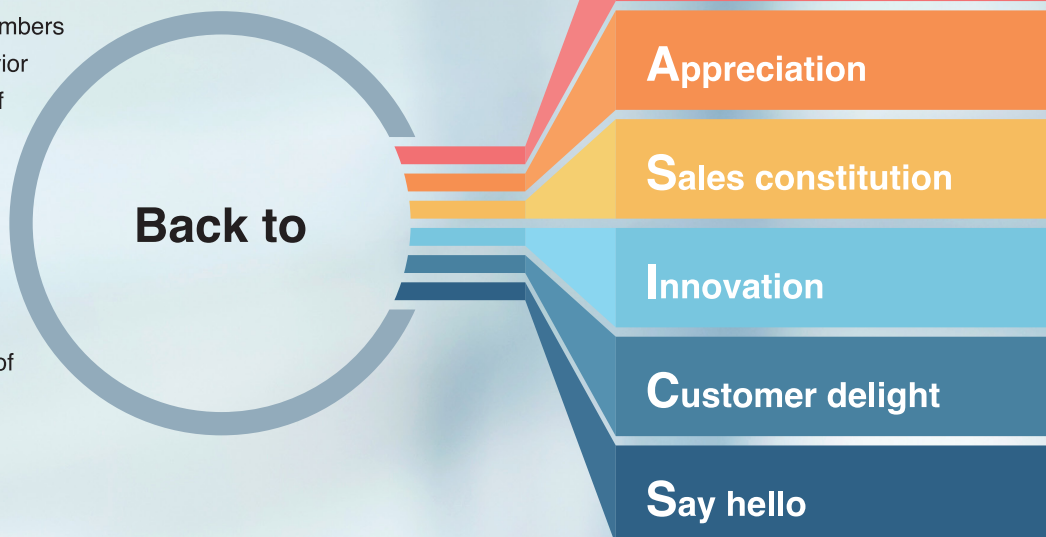 mbers
ior
f
of
Back to
Appreciation
Sales constitution
Innovation
Customer delight
Say hello